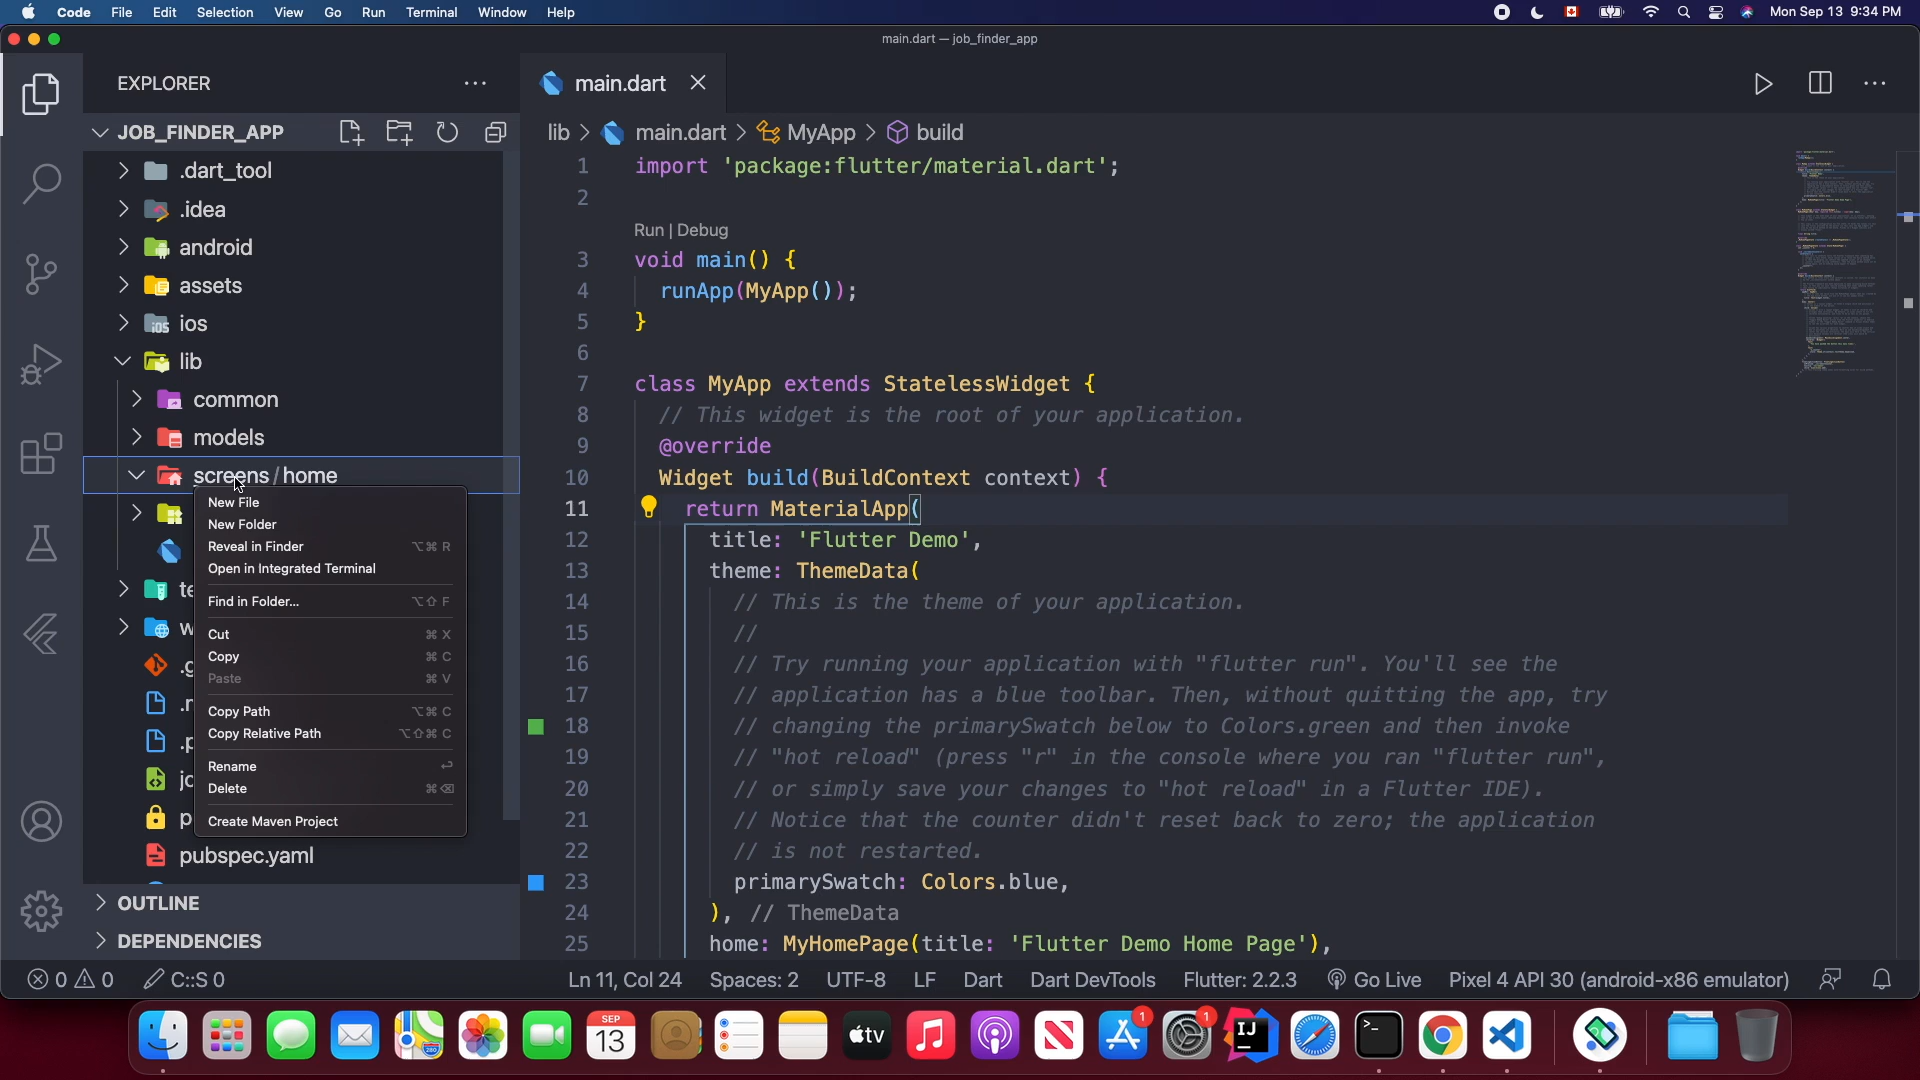 Code File Edit Selection View Go Run Terminal Window Help Mon Sep 13 9:34 PM
main.dart — job_finder_app
EXPLORER
main.dart
JOB_FINDER_APP
lib > main.dart > MyApp > build
.dart_tool
.idea
android
assets
ios
lib
common
models
screens / home
te
w
.g
jo
p
pubspec.yaml
OUTLINE
DEPENDENCIES
New File
New Folder
Reveal in Finder ⌥⌘ R
Open in Integrated Terminal
Find in Folder... ⌥⇧ F
Cut ⌘ X
Copy ⌘ C
Paste ⌘ V
Copy Path ⌥⌘ C
Copy Relative Path ⌥⇧⌘ C
Rename ⏎
Delete ⌘⌫
Create Maven Project
1 import 'package:flutter/material.dart';
2
Run | Debug
3 void main() {
4 runApp(MyApp());
5 }
6
7 class MyApp extends StatelessWidget {
8 // This widget is the root of your application.
9 @override
10 Widget build(BuildContext context) {
11 return MaterialApp(
12 title: 'Flutter Demo',
13 theme: ThemeData(
14 // This is the theme of your application.
15 //
16 // Try running your application with "flutter run". You'll see the
17 // application has a blue toolbar. Then, without quitting the app, try
18 // changing the primarySwatch below to Colors.green and then invoke
19 // "hot reload" (press "r" in the console where you ran "flutter run",
20 // or simply save your changes to "hot reload" in a Flutter IDE).
21 // Notice that the counter didn't reset back to zero; the application
22 // is not restarted.
23 primarySwatch: Colors.blue,
24 ), // ThemeData
25 home: MyHomePage(title: 'Flutter Demo Home Page'),
0 0 C::S 0 Ln 11, Col 24 Spaces: 2 UTF-8 LF Dart Dart DevTools Flutter: 2.2.3 Go Live Pixel 4 API 30 (android-x86 emulator)
SEP
13
tv
1
1
IJ